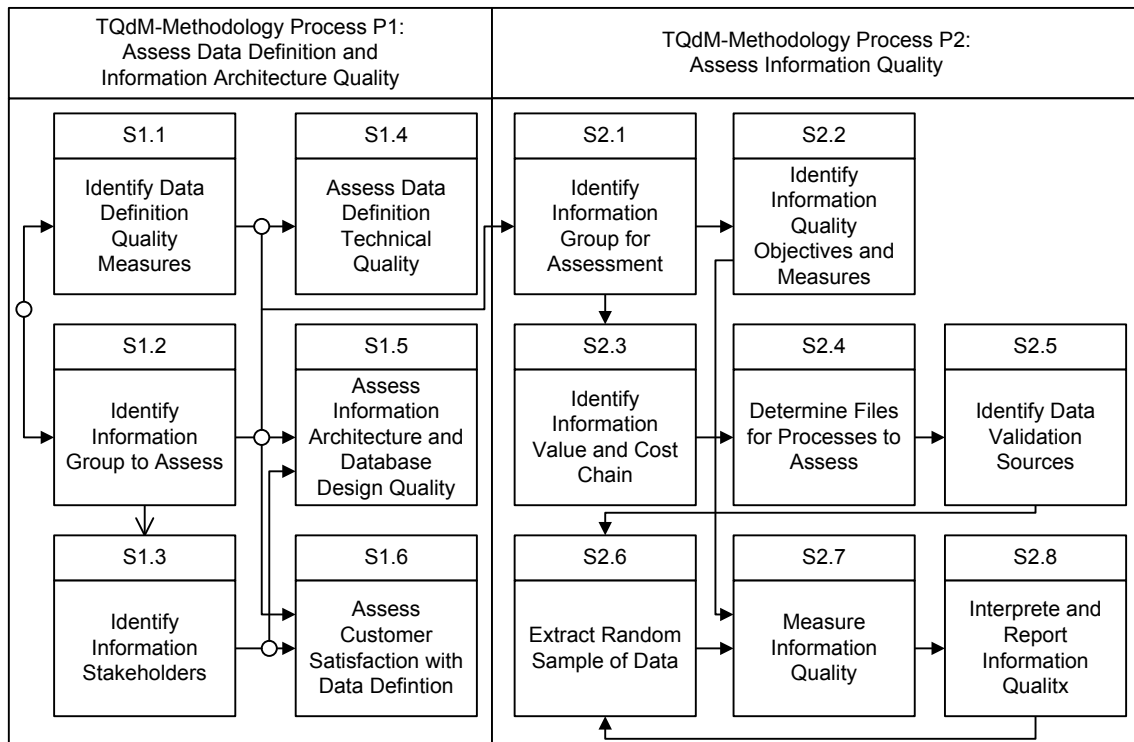 TQdM-Methodology Process P1:
Assess Data Definition and
Information Architecture Quality
TQdM-Methodology Process P2:
Assess Information Quality
S1.1
Identify Data
Definition
Quality
Measures
S1.4
Assess Data
Definition
Technical
Quality
S2.1
Identify
Information
Group for
Assessment
S2.2
Identify
Information
Quality
Objectives and
Measures
S1.2
Identify
Information
Group to Assess
S1.5
Assess
Information
Architecture and
Database
Design Quality
S2.3
Identify
Information
Value and Cost
Chain
S2.4
Determine Files
for Processes to
Assess
S2.5
Identify Data
Validation
Sources
S1.3
Identify
Information
Stakeholders
S1.6
Assess
Customer
Satisfaction with
Data Defintion
S2.6
Extract Random
Sample of Data
S2.7
Measure
Information
Quality
S2.8
Interprete and
Report
Information
Qualitx